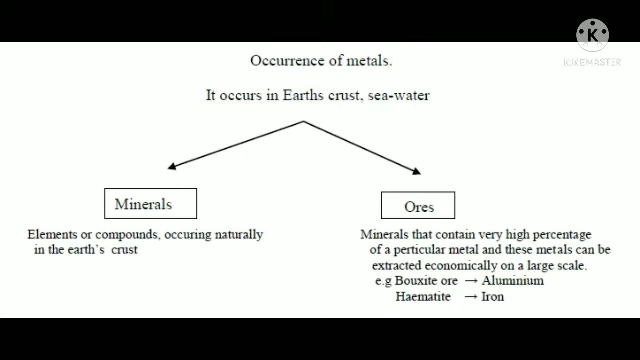 K
KINEMASTER
Occurrence of metals.
It occurs in Earths crust, sea-water
Minerals
Elements or compounds, occuring naturally
in the earth's crust
Ores
Minerals that contain very high percentage
of a perticular metal and these metals can be
extracted economically on a large scale.
e.g Bouxite ore → Aluminium
Haematite → Iron